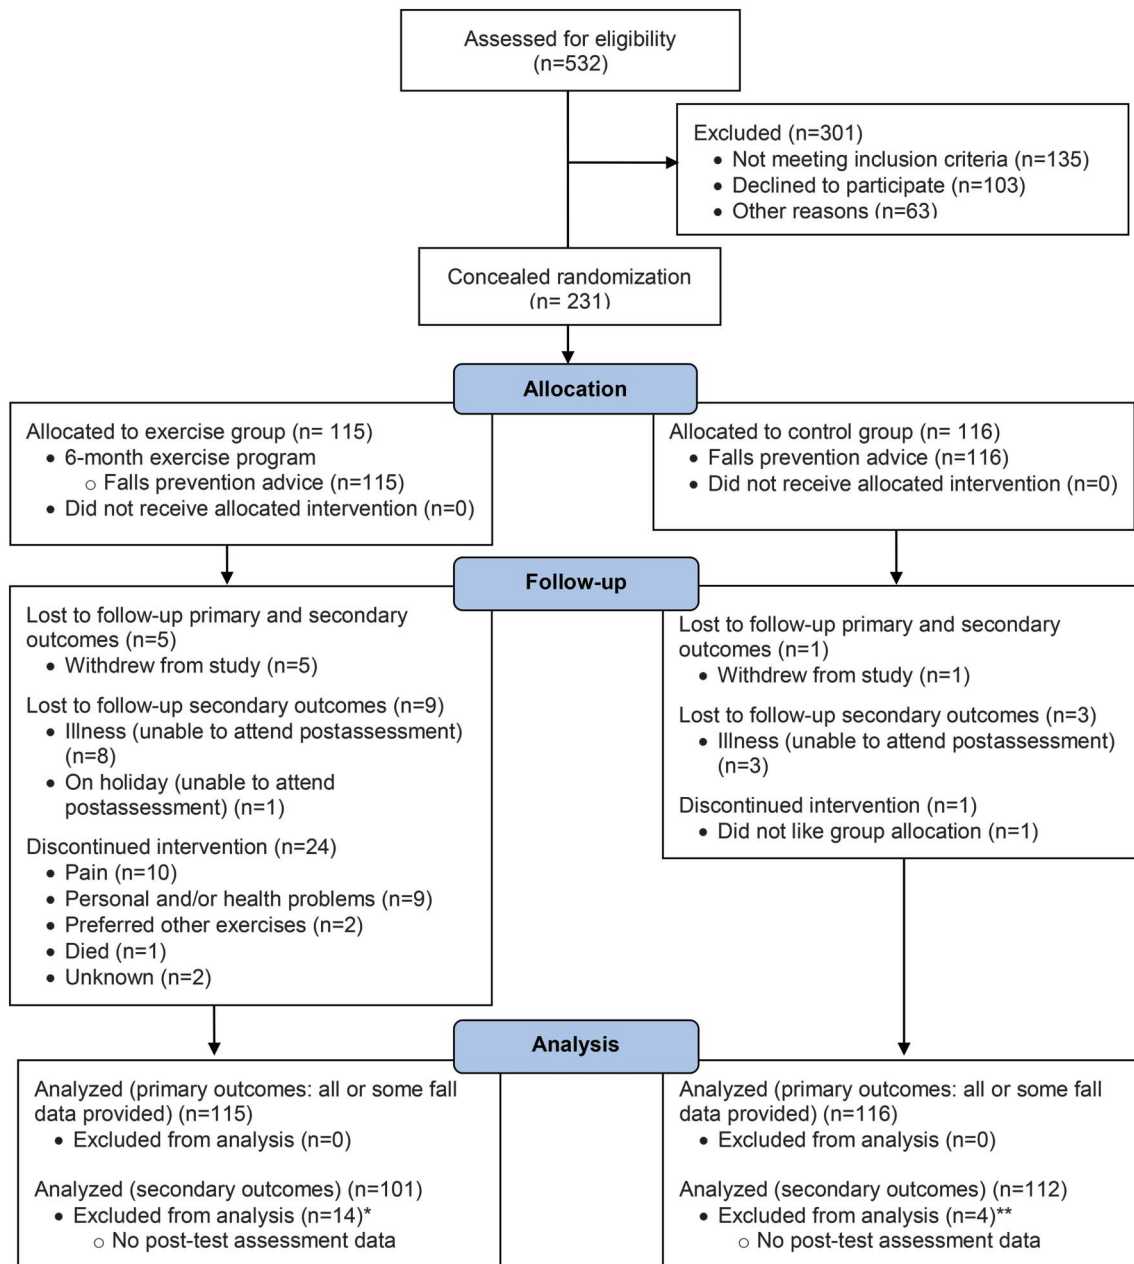 Assessed for eligibility
(n=532)
Excluded (n=301)
• Not meeting inclusion criteria (n=135)
• Declined to participate (n=103)
• Other reasons (n=63)
Concealed randomization
(n= 231)
Allocation
Allocated to exercise group (n= 115)
• 6-month exercise program
○ Falls prevention advice (n=115)
• Did not receive allocated intervention (n=0)
Allocated to control group (n= 116)
• Falls prevention advice (n=116)
• Did not receive allocated intervention (n=0)
Follow-up
Lost to follow-up primary and secondary
outcomes (n=5)
• Withdrew from study (n=5)
Lost to follow-up secondary outcomes (n=9)
• Illness (unable to attend postassessment)
(n=8)
• On holiday (unable to attend
postassessment) (n=1)
Discontinued intervention (n=24)
• Pain (n=10)
• Personal and/or health problems (n=9)
• Preferred other exercises (n=2)
• Died (n=1)
• Unknown (n=2)
Lost to follow-up primary and secondary
outcomes (n=1)
• Withdrew from study (n=1)
Lost to follow-up secondary outcomes (n=3)
• Illness (unable to attend postassessment)
(n=3)
Discontinued intervention (n=1)
• Did not like group allocation (n=1)
Analysis
Analyzed (primary outcomes: all or some fall
data provided) (n=115)
• Excluded from analysis (n=0)
Analyzed (secondary outcomes) (n=101)
• Excluded from analysis (n=14)*
○ No post-test assessment data
Analyzed (primary outcomes: all or some fall
data provided) (n=116)
• Excluded from analysis (n=0)
Analyzed (secondary outcomes) (n=112)
• Excluded from analysis (n=4)**
○ No post-test assessment data